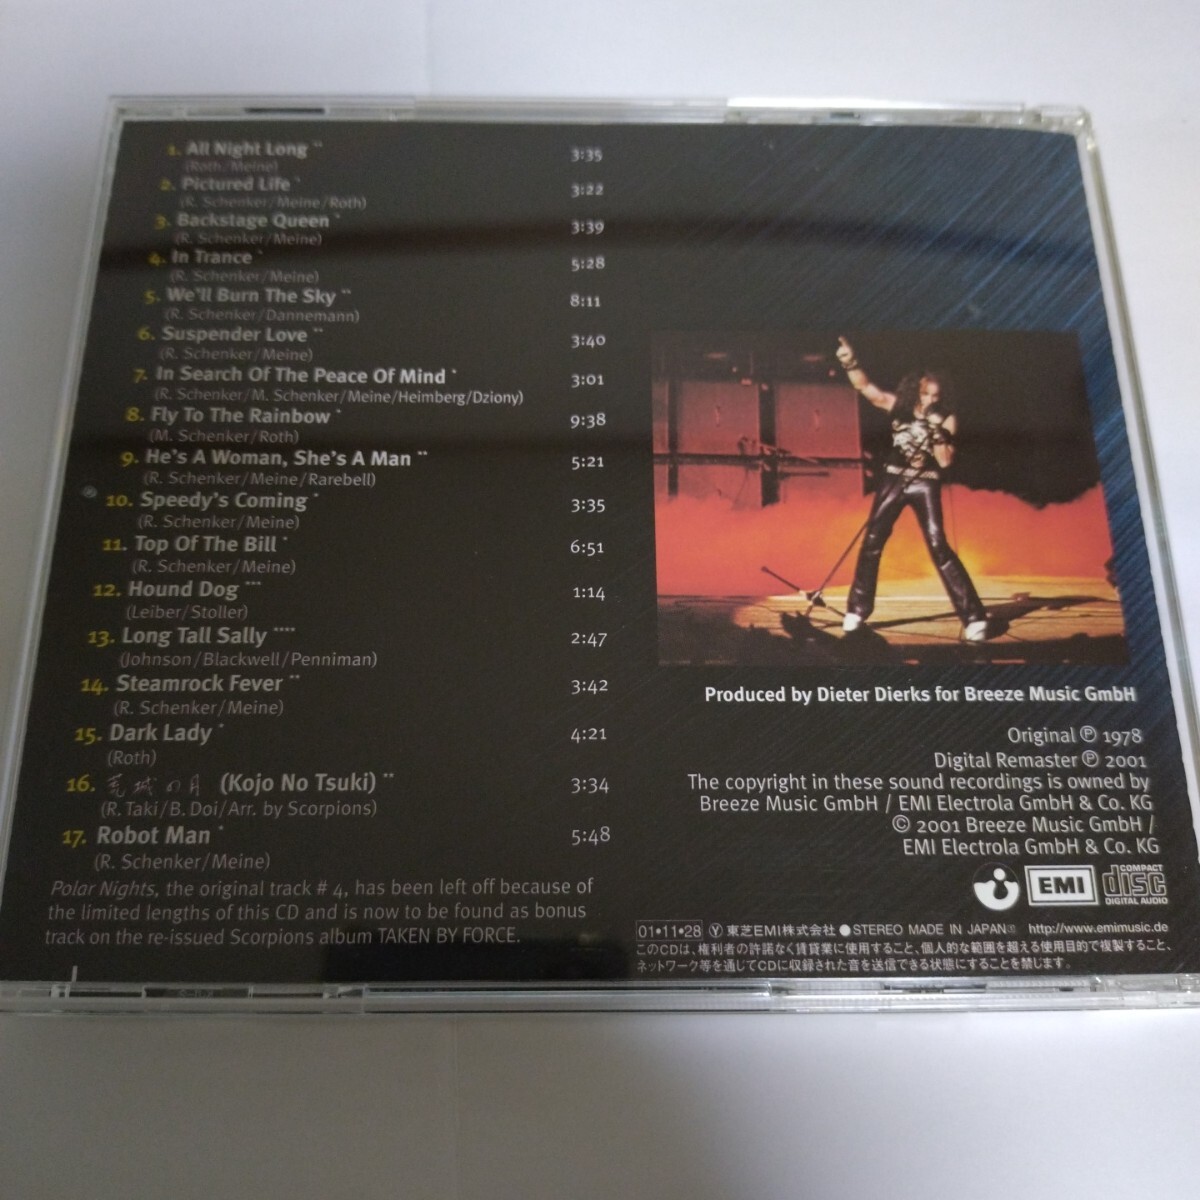 1. All Night Long ** 3:35
(Roth/Meine)
2. Pictured Life * 3:22
(R. Schenker/Meine/Roth)
3. Backstage Queen * 3:39
(R. Schenker/Meine)
4. In Trance * 5:28
(R. Schenker/Meine)
5. We'll Burn The Sky ** 8:11
(R. Schenker/Dannemann)
6. Suspender Love ** 3:40
(R. Schenker/Meine)
7. In Search Of The Peace Of Mind * 3:01
(R. Schenker/M. Schenker/Meine/Heimberg/Dziony)
8. Fly To The Rainbow * 9:38
(M. Schenker/Roth)
9. He's A Woman, She's A Man ** 5:21
(R. Schenker/Meine/Rarebell)
10. Speedy's Coming * 3:35
(R. Schenker/Meine)
11. Top Of The Bill * 6:51
(R. Schenker/Meine)
12. Hound Dog *** 1:14
(Leiber/Stoller)
13. Long Tall Sally **** 2:47
(Johnson/Blackwell/Penniman)
14. Steamrock Fever ** 3:42
(R. Schenker/Meine)
15. Dark Lady * 4:21
(Roth)
16. 荒城の月 (Kojo No Tsuki) ** 3:34
(R. Taki/B. Doi/Arr. by Scorpions)
17. Robot Man * 5:48
(R. Schenker/Meine)
Polar Nights, the original track # 4, has been left off because of
the limited lengths of this CD and is now to be found as bonus
track on the re-issued Scorpions album TAKEN BY FORCE.
Produced by Dieter Dierks for Breeze Music GmbH
Original ℗ 1978
Digital Remaster ℗ 2001
The copyright in these sound recordings is owned by
Breeze Music GmbH / EMI Electrola GmbH & Co. KG
© 2001 Breeze Music GmbH /
EMI Electrola GmbH & Co. KG
EMI
COMPACT
disc
DIGITAL AUDIO
01•11•28 Ⓨ 東芝EMI株式会社 ●STEREO MADE IN JAPAN http://www.emimusic.de
このCDは、権利者の許諾なく賃貸業に使用すること、個人的な範囲を超える使用目的で複製すること、
ネットワーク等を通じてCDに収録された音を送信できる状態にすることを禁じます。